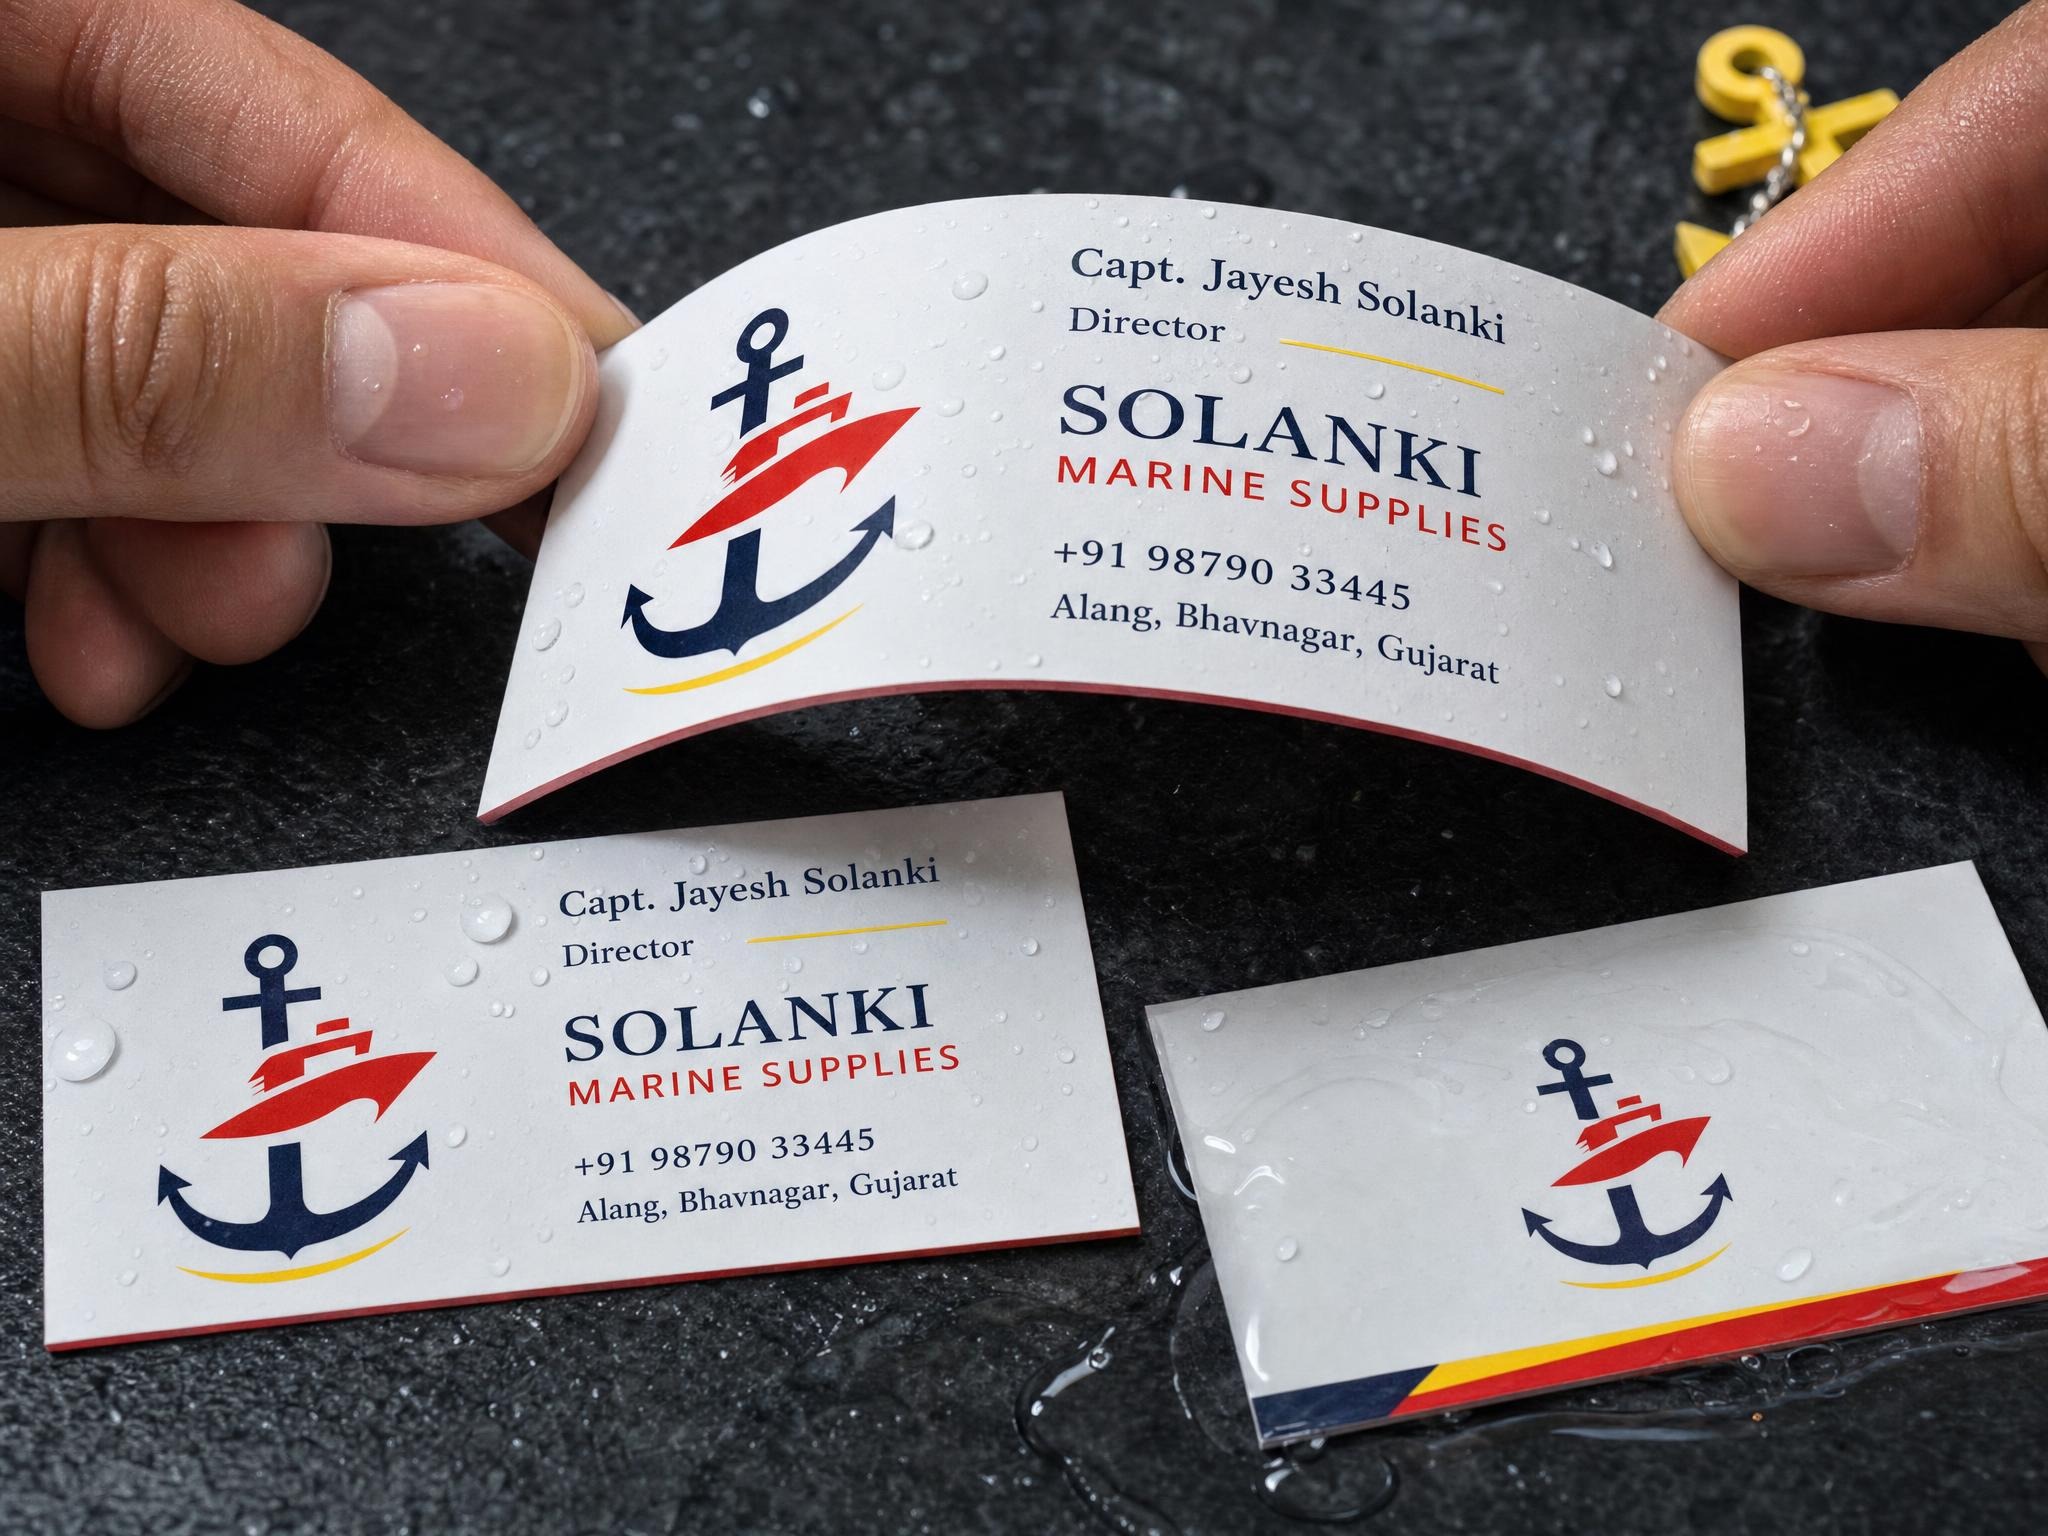 Capt. Jayesh Solanki
Director
SOLANKI
MARINE SUPPLIES
+91 98790 33445
Alang, Bhavnagar, Gujarat
Capt. Jayesh Solanki
Director
SOLANKI
MARINE SUPPLIES
+91 98790 33445
Alang, Bhavnagar, Gujarat